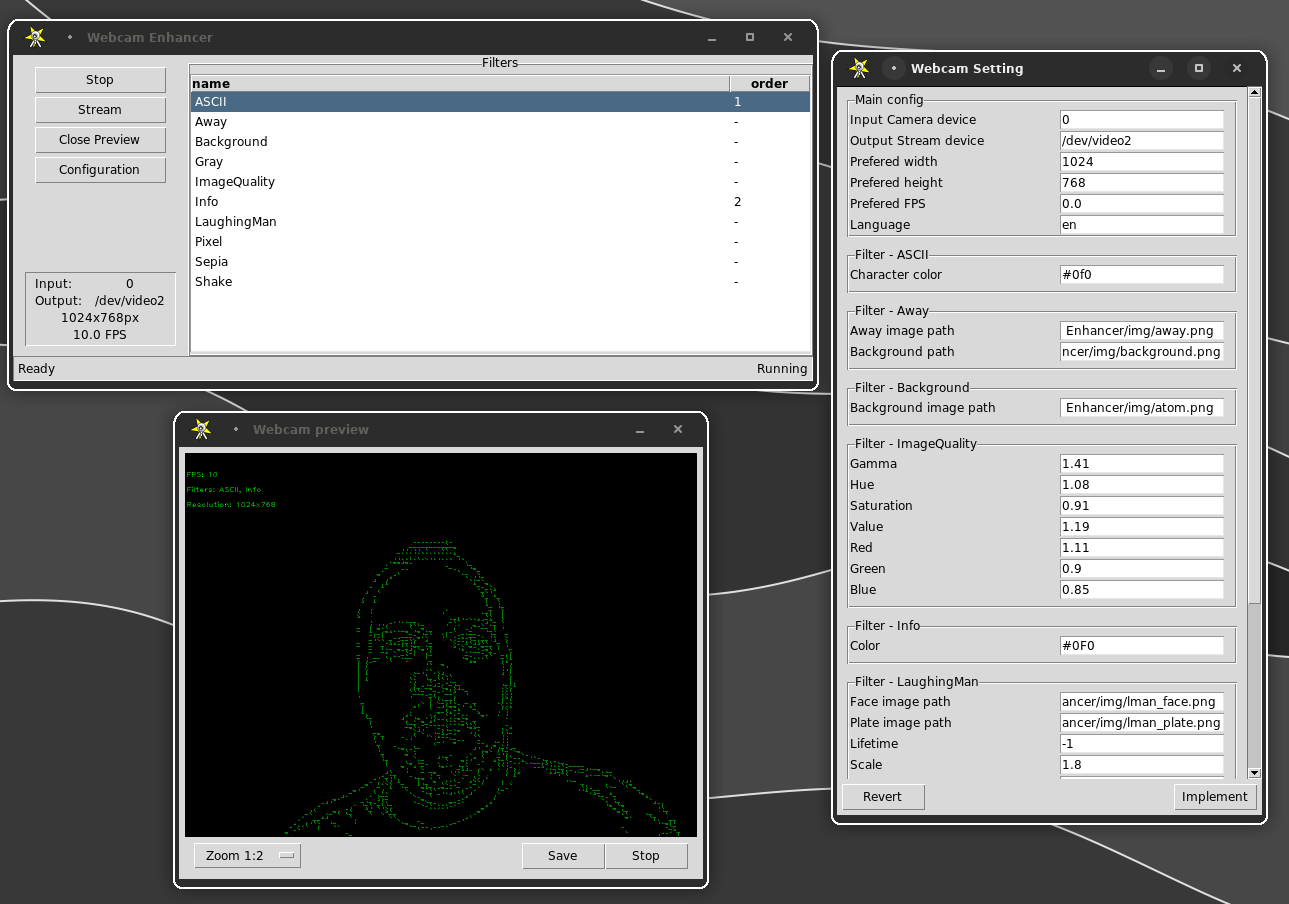 Webcam Enhancer
Stop
Stream
Close Preview
Configuration
Input: 0
Output: /dev/video2
1024x768px
10.0 FPS
Filters
name order
ASCII 1
Away -
Background -
Gray -
ImageQuality -
Info 2
LaughingMan -
Pixel -
Sepia -
Shake -
Ready Running
Webcam preview
FPS: 10
Filters: ASCII, Info
Resolution: 1024x768
Zoom 1:2
Save
Stop
Webcam Setting
Main config
Input Camera device 0
Output Stream device /dev/video2
Prefered width 1024
Prefered height 768
Prefered FPS 0.0
Language en
Filter - ASCII
Character color #0f0
Filter - Away
Away image path Enhancer/img/away.png
Background path ncer/img/background.png
Filter - Background
Background image path Enhancer/img/atom.png
Filter - ImageQuality
Gamma 1.41
Hue 1.08
Saturation 0.91
Value 1.19
Red 1.11
Green 0.9
Blue 0.85
Filter - Info
Color #0F0
Filter - LaughingMan
Face image path ancer/img/lman_face.png
Plate image path ancer/img/lman_plate.png
Lifetime -1
Scale 1.8
Revert
Implement